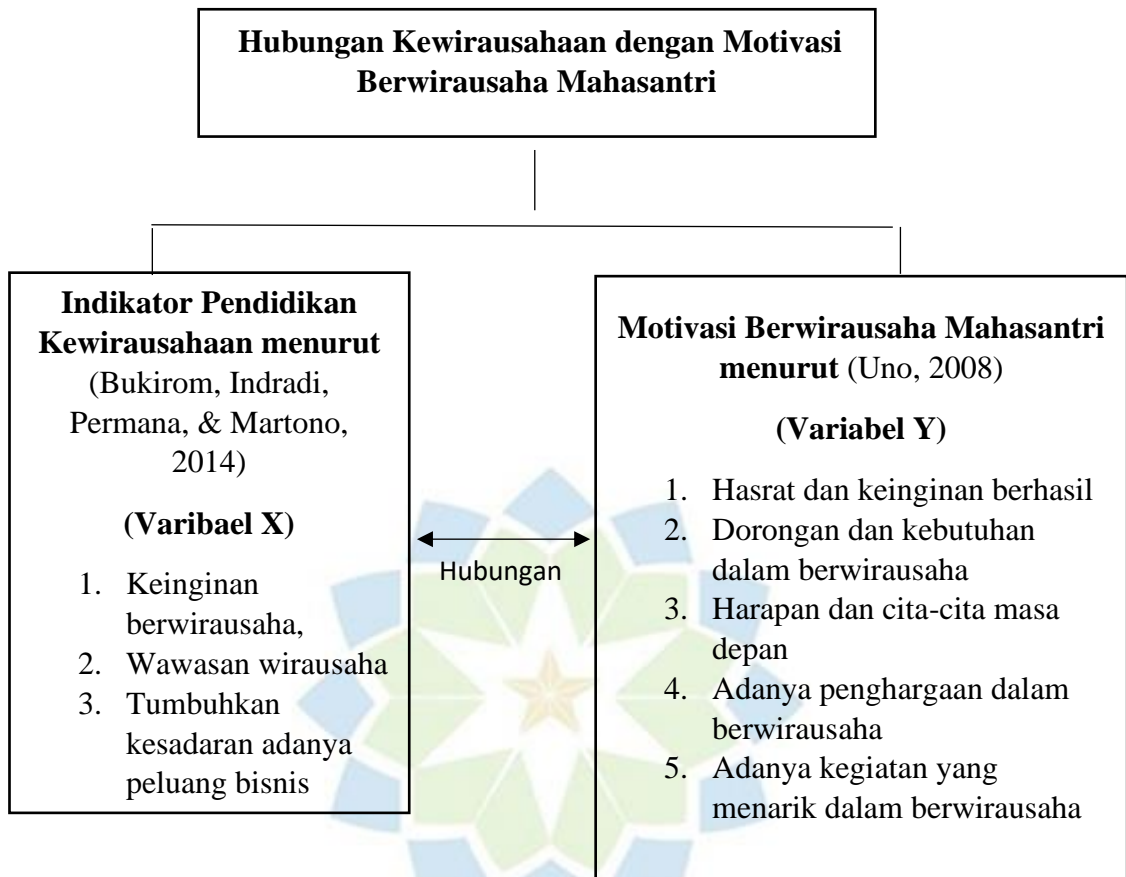 Hubungan Kewirausahaan dengan Motivasi
Berwirausaha Mahasantri
Indikator Pendidikan
Kewirausahaan menurut
(Bukirom, Indradi,
Permana, & Martono,
2014)
(Varibael X)
1. Keinginan
berwirausaha,
2. Wawasan wirausaha
3. Tumbuhkan
kesadaran adanya
peluang bisnis
Hubungan
Motivasi Berwirausaha Mahasantri
menurut (Uno, 2008)
(Variabel Y)
1. Hasrat dan keinginan berhasil
2. Dorongan dan kebutuhan
dalam berwirausaha
3. Harapan dan cita-cita masa
depan
4. Adanya penghargaan dalam
berwirausaha
5. Adanya kegiatan yang
menarik dalam berwirausaha